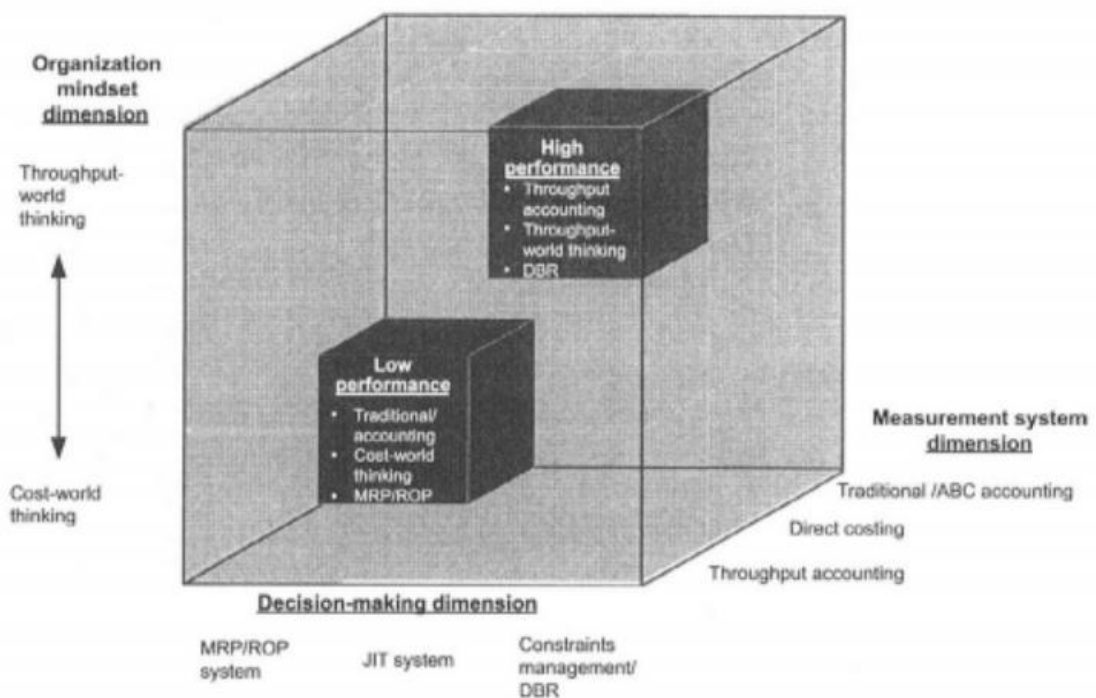 Organization
mindset
dimension
Throughput-
world
thinking
Cost-world
thinking
High
performance
• Throughput
accounting
• Throughput-
world thinking
• DBR
Low
performance
• Traditional/
accounting
• Cost-world
thinking
• MRP/ROP
Measurement system
dimension
Traditional /ABC accounting
Direct costing
Throughput accounting
Decision-making dimension
MRP/ROP
system
JIT system
Constraints
management/
DBR